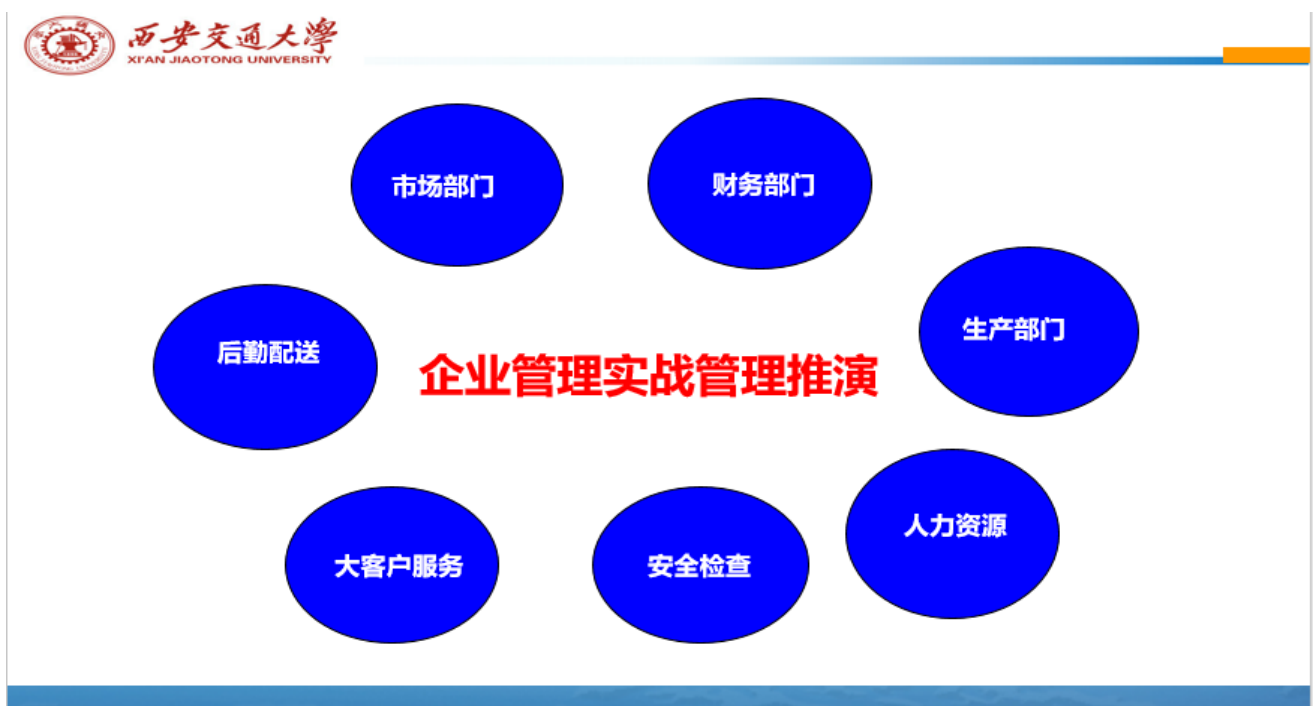 西安交通大學
XI'AN JIAOTONG UNIVERSITY
市场部门
财务部门
生产部门
后勤配送
企业管理实战管理推演
人力资源
大客户服务
安全检查